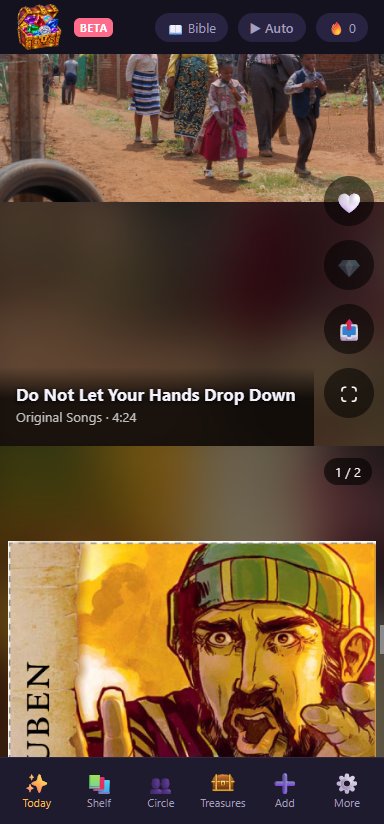 BETA
Bible
Auto
0
Do Not Let Your Hands Drop Down
Original Songs · 4:24
1 / 2
UBEN
Today
Shelf
Circle
Treasures
Add
More